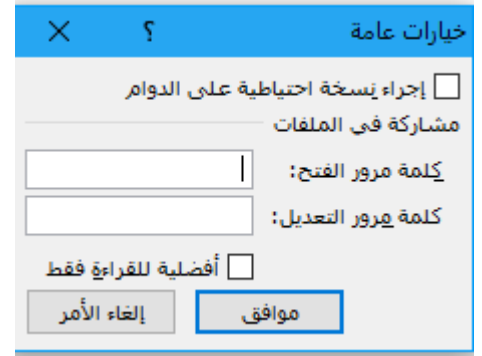 خيارات عامة ؟
إجراء نسخة احتياطية على الدوام
مشاركة في الملفات
كلمة مرور الفتح:
كلمة مرور التعديل:
أفضلية للقراءة فقط
موافق إلغاء الأمر